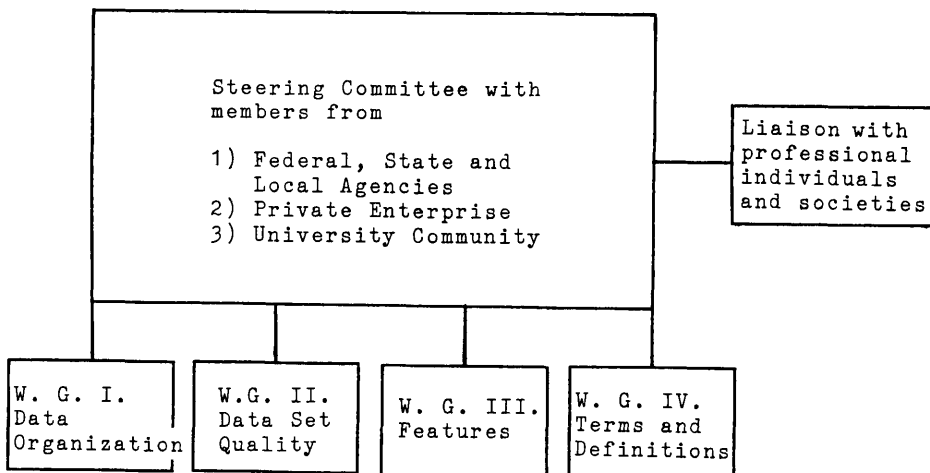 Steering Committee with
members from
1) Federal, State and
Local Agencies
2) Private Enterprise
3) University Community
Liaison with
professional
individuals
and societies
W. G. I.
Data
Organization
W.G. II.
Data Set
Quality
W. G. III.
Features
W. G. IV.
Terms and
Definitions